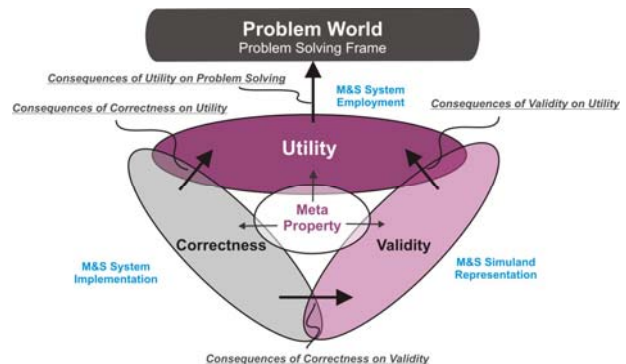 Problem World
Problem Solving Frame
Consequences of Utility on Problem Solving
M&S System
Employment
Consequences of Correctness on Utility
Consequences of Validity on Utility
Utility
Meta
Property
Correctness
Validity
M&S System
Implementation
M&S Simuland
Representation
Consequences of Correctness on Validity